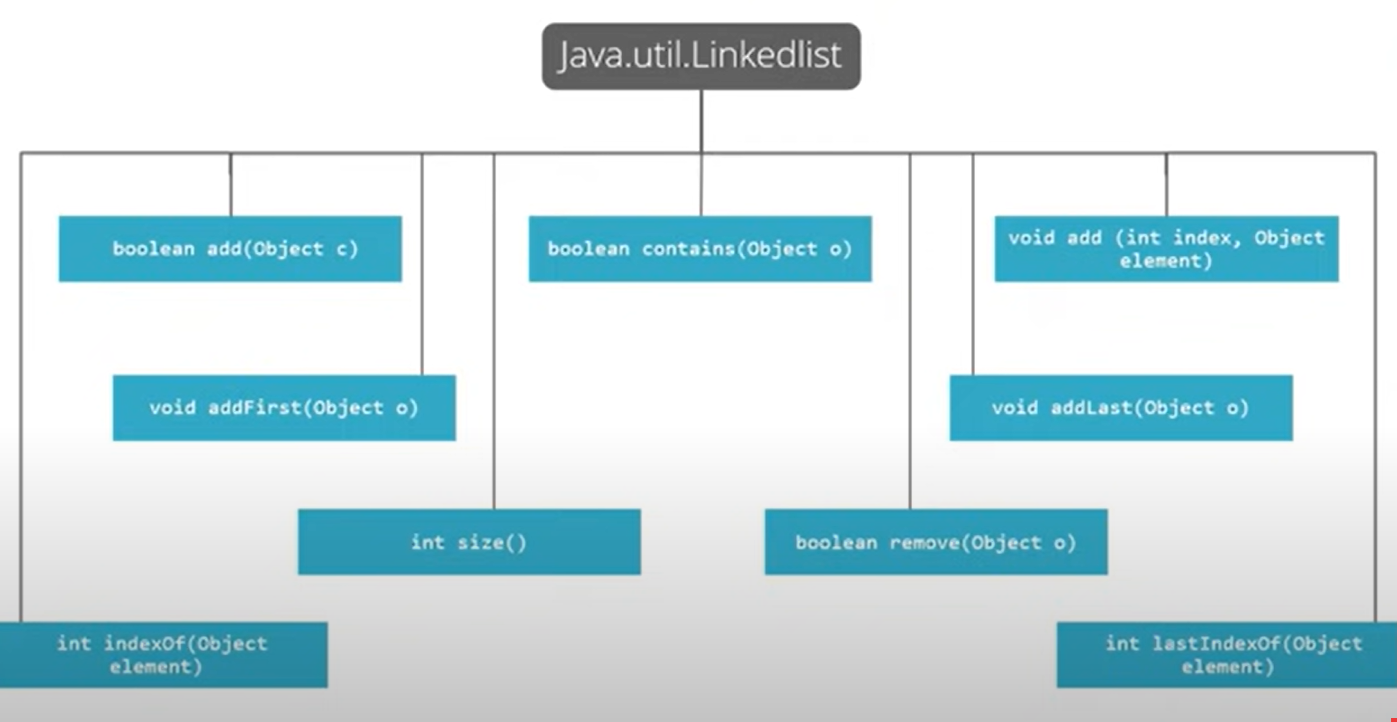 Java.util.Linkedlist
boolean add(Object c)
boolean contains(Object o)
void add (int index, Object
element)
void addFirst(Object o)
void addLast(Object o)
int size()
boolean remove(Object o)
int indexOf(Object
element)
int lastIndexOf(Object
element)